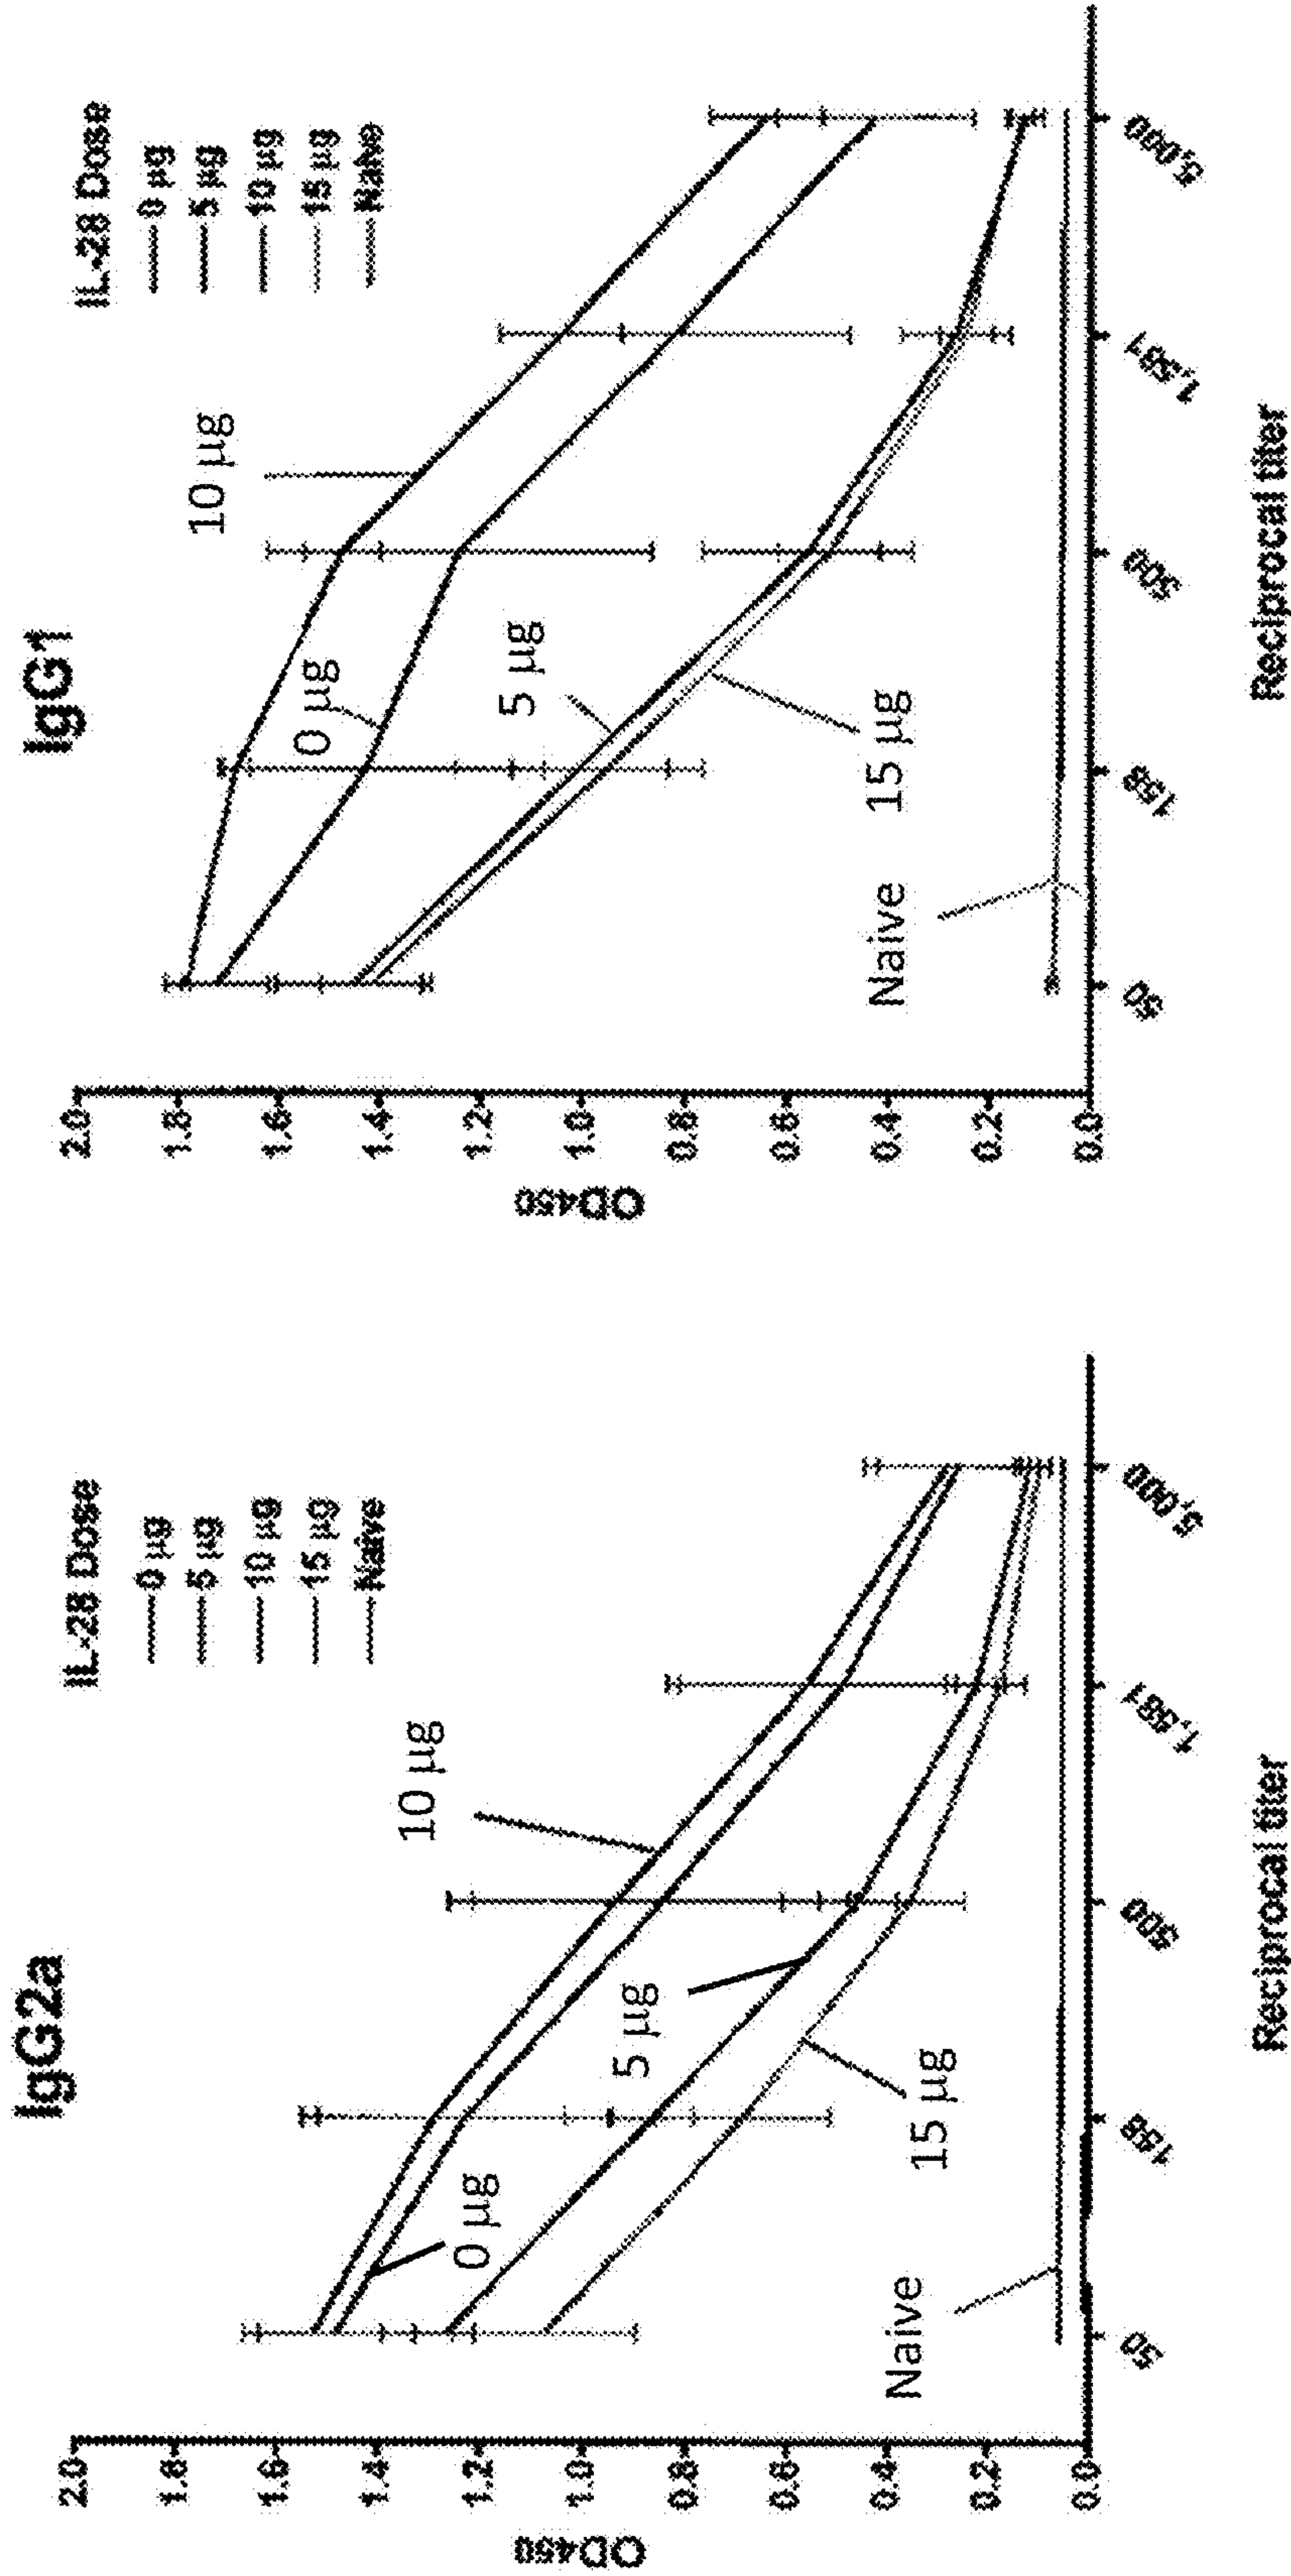 IgG2a
IL-28 Dose
0 µg
5 µg
10 µg
15 µg
Naive
OD450
2.0
1.8
1.6
1.4
1.2
1.0
0.8
0.6
0.4
0.2
0.0
10 µg
0 µg
5 µg
15 µg
Naive
50
158
500
1,581
5,000
Reciprocal titer
IgG1
IL-28 Dose
0 µg
5 µg
10 µg
15 µg
Naive
OD450
2.0
1.8
1.6
1.4
1.2
1.0
0.8
0.6
0.4
0.2
0.0
10 µg
0 µg
5 µg
15 µg
Naive
50
158
500
1,581
5,000
Reciprocal titer